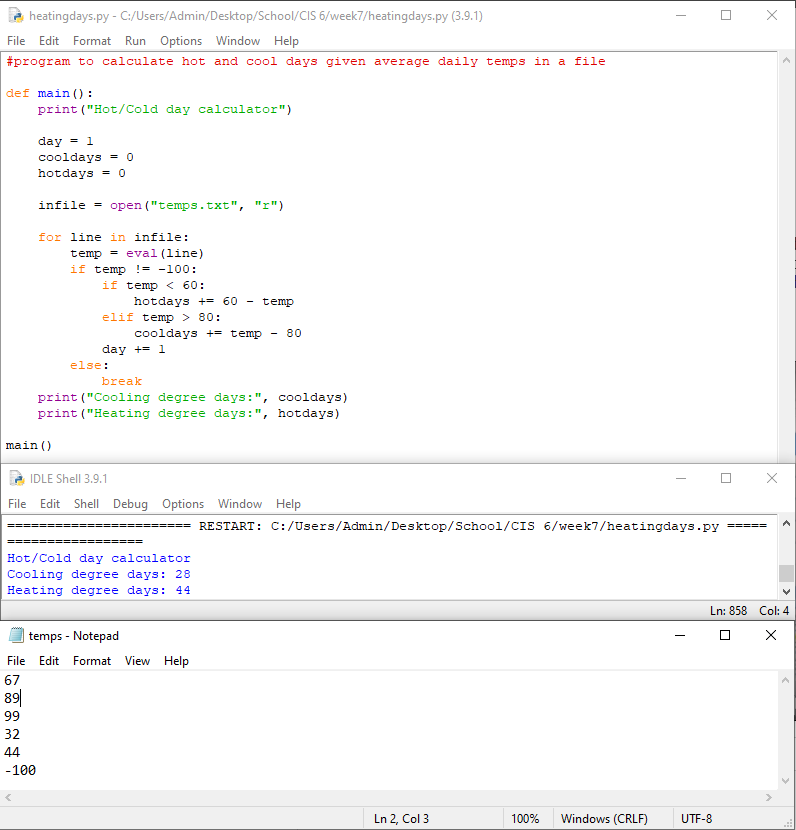 heatingdays.py - C:/Users/Admin/Desktop/School/CIS 6/week7/heatingdays.py (3.9.1)
File Edit Format Run Options Window Help
#program to calculate hot and cool days given average daily temps in a file
def main():
    print("Hot/Cold day calculator")
    day = 1
    cooldays = 0
    hotdays = 0
    infile = open("temps.txt", "r")
    for line in infile:
        temp = eval(line)
        if temp != -100:
            if temp < 60:
                hotdays += 60 - temp
            elif temp > 80:
                cooldays += temp - 80
            day += 1
        else:
            break
    print("Cooling degree days:", cooldays)
    print("Heating degree days:", hotdays)
main()
IDLE Shell 3.9.1
File Edit Shell Debug Options Window Help
======================= RESTART: C:/Users/Admin/Desktop/School/CIS 6/week7/heatingdays.py =====
=================
Hot/Cold day calculator
Cooling degree days: 28
Heating degree days: 44
Ln: 858 Col: 4
temps - Notepad
File Edit Format View Help
67
89
99
32
44
-100
Ln 2, Col 3 100% Windows (CRLF) UTF-8